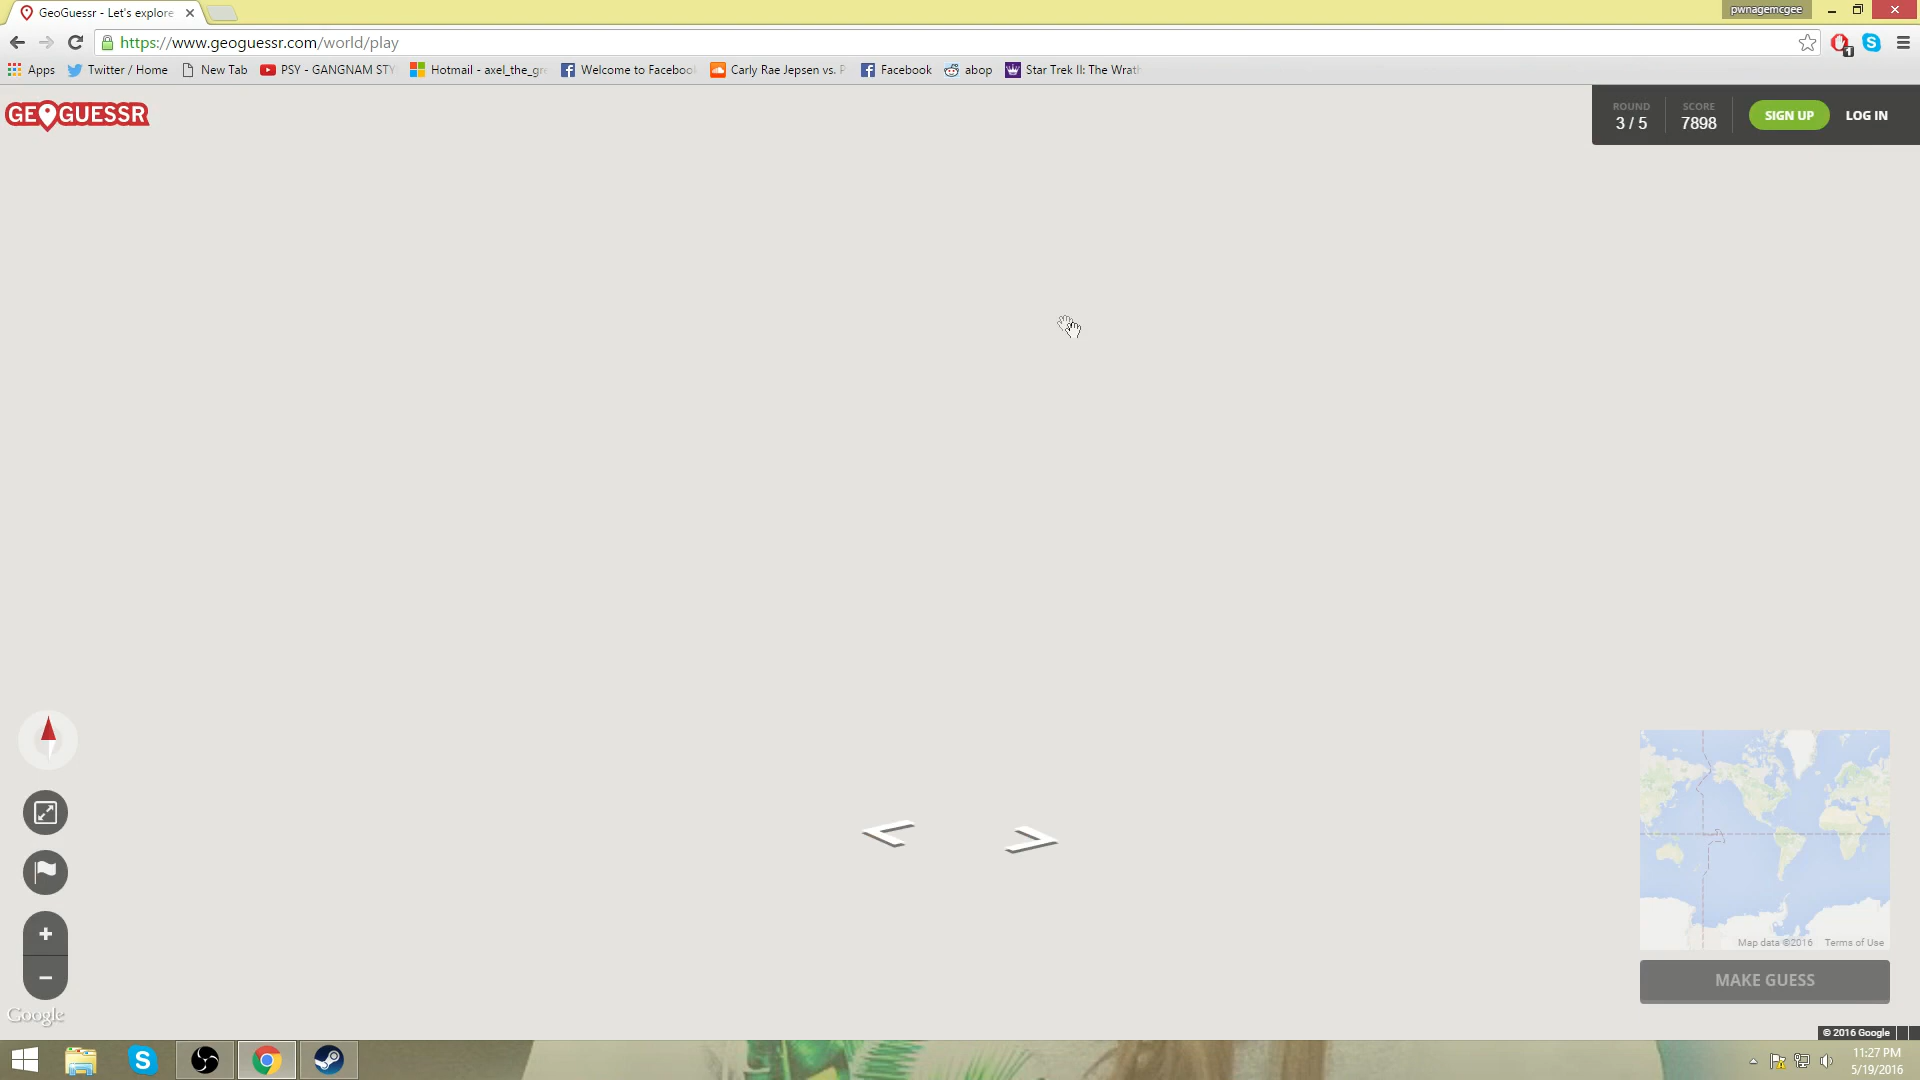 GeoGuessr - Let's explore
pwnagemcgee
https://www.geoguessr.com/world/play
1
Apps
Twitter / Home
New Tab
PSY - GANGNAM STY
Hotmail - axel_the_gr
Welcome to Faceboo
Carly Rae Jepsen vs. P
Facebook
abop
Star Trek II: The Wrath
GEOGUESSR
ROUND
3 / 5
SCORE
7898
SIGN UP
LOG IN
Map data ©2016
Terms of Use
MAKE GUESS
Google
© 2016 Google
11:27 PM
5/19/2016